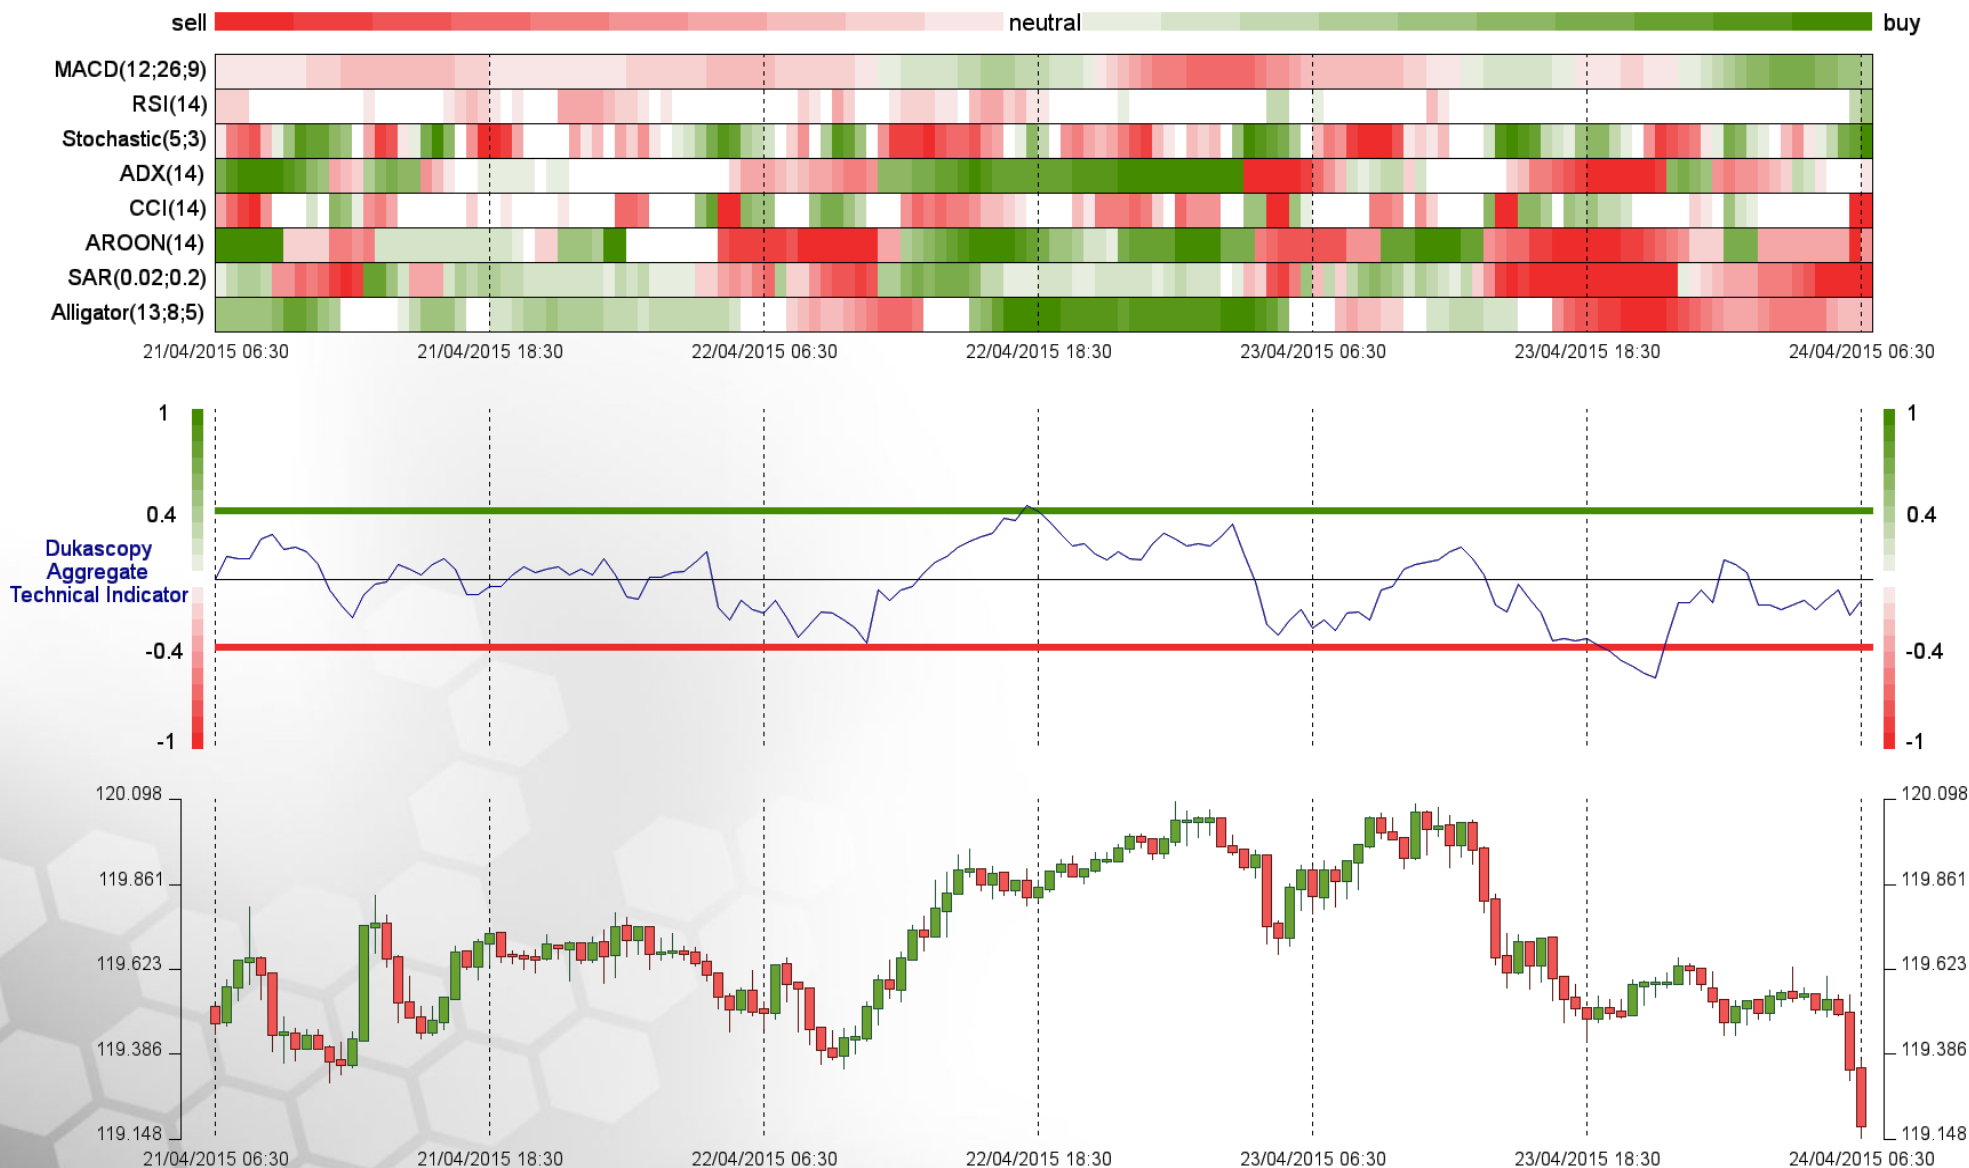 sell neutral buy
MACD(12;26;9)
RSI(14)
Stochastic(5;3)
ADX(14)
CCI(14)
AROON(14)
SAR(0.02;0.2)
Alligator(13;8;5)
21/04/2015 06:30 21/04/2015 18:30 22/04/2015 06:30 22/04/2015 18:30 23/04/2015 06:30 23/04/2015 18:30 24/04/2015 06:30
1 1
0.4 0.4
Dukascopy
Aggregate
Technical Indicator
-0.4 -0.4
-1 -1
120.098 120.098
119.861 119.861
119.623 119.623
119.386 119.386
119.148 119.148
21/04/2015 06:30 21/04/2015 18:30 22/04/2015 06:30 22/04/2015 18:30 23/04/2015 06:30 23/04/2015 18:30 24/04/2015 06:30